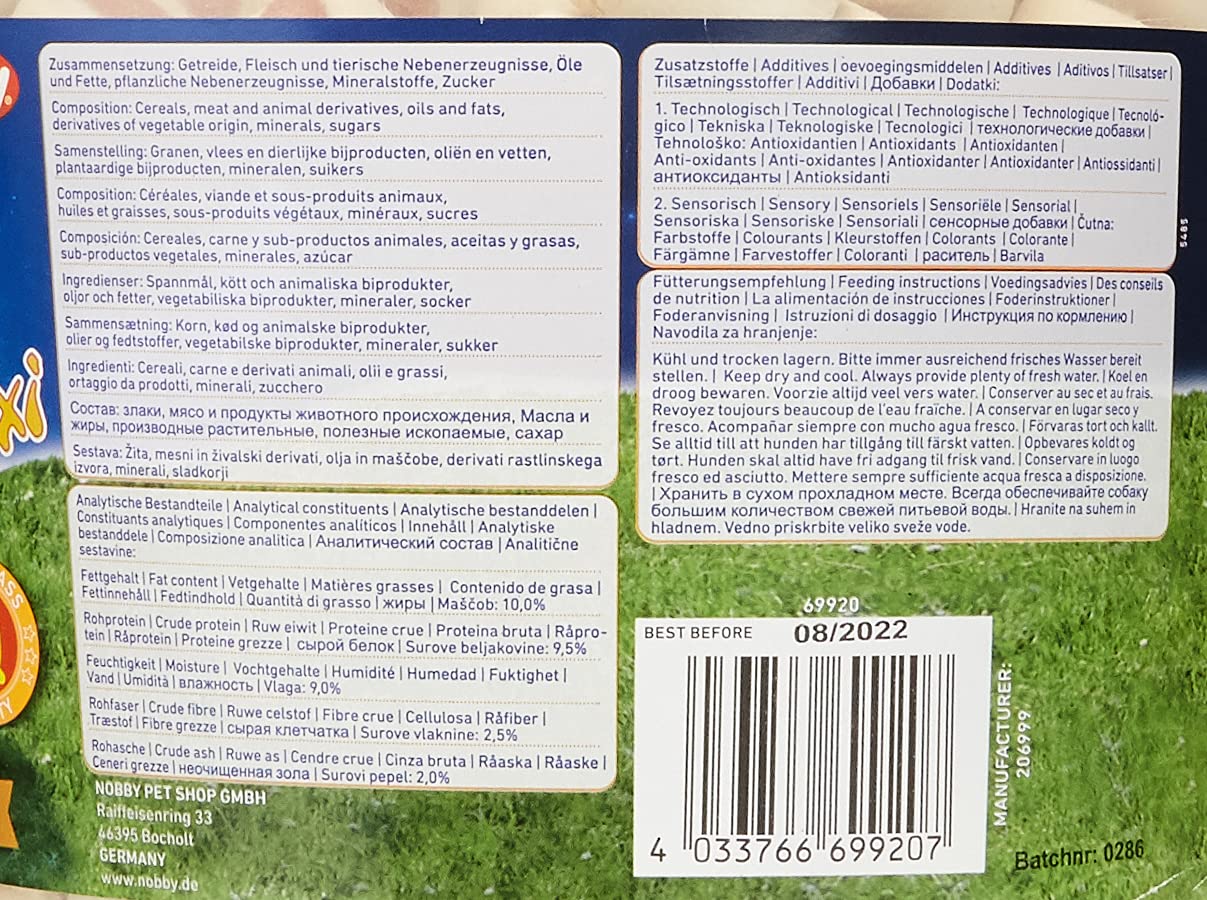 Zusammensetzung: Getreide, Fleisch und tierische Nebenerzeugnisse, Öle
und Fette, pflanzliche Nebenerzeugnisse, Mineralstoffe, Zucker
Composition: Cereals, meat and animal derivatives, oils and fats,
derivatives of vegetable origin, minerals, sugars
Samenstelling: Granen, vlees en dierlijke bijproducten, oliën en vetten,
plantaardige bijproducten, mineralen, suikers
Composition: Céréales, viande et sous-produits animaux,
huiles et graisses, sous-produits végétaux, minéraux, sucres
Composición: Cereales, carne y sub-productos animales, aceitas y grasas,
sub-productos vegetales, minerales, azúcar
Ingredienser: Spannmål, kött och animaliska biprodukter,
oljor och fetter, vegetabiliska biprodukter, mineraler, socker
Sammensætning: Korn, kød og animalske biprodukter,
olier og fedtstoffer, vegetabilske biprodukter, mineraler, sukker
Ingredienti: Cereali, carne e derivati animali, olii e grassi,
ortaggio da prodotti, minerali, zucchero
Состав: злаки, мясо и продукты животного происхождения, Масла и
жиры, производные растительные, полезные ископаемые, сахар
Sestava: Žita, mesni in živalski derivati, olja in maščobe, derivati rastlinskega
izvora, minerali, sladkorji
Analytische Bestandteile | Analytical constituents | Analytische bestanddelen |
Constituants analytiques | Componentes analíticos | Innehåll | Analytiske
bestanddele | Composizione analitica | Аналитический состав | Analitične
sestavine:
Fettgehalt | Fat content | Vetgehalte | Matières grasses | Contenido de grasa |
Fettinnehåll | Fedtindhold | Quantità di grasso | жиры | Maščob: 10,0%
Rohprotein | Crude protein | Ruw eiwit | Proteine crue | Proteina bruta | Råpro-
tein | Råprotein | Proteine grezze | сырой белок | Surove beljakovine: 9,5%
Feuchtigkeit | Moisture | Vochtgehalte | Humidité | Humedad | Fuktighet |
Vand | Umidità | влажность | Vlaga: 9,0%
Rohfaser | Crude fibre | Ruwe celstof | Fibre crue | Cellulosa | Råfiber |
Træstof | Fibre grezze | сырая клетчатка | Surove vlaknine: 2,5%
Rohasche | Crude ash | Ruwe as | Cendre crue | Cinza bruta | Råaska | Råaske |
Ceneri grezze | неочищенная зола | Surovi pepel: 2,0%
NOBBY PET SHOP GMBH
Raiffeisenring 33
46395 Bocholt
GERMANY
www.nobby.de
Zusatzstoffe | Additives | oevoegingsmiddelen | Additives | Aditivos | Tillsatser |
Tilsætningsstoffer | Additivi | Добавки | Dodatki:
1. Technologisch | Technological | Technologische | Technologique | Tecnoló-
gico | Tekniska | Teknologiske | Tecnologici | технологические добавки |
Tehnološko: Antioxidantien | Antioxidants | Antioxidanten |
Anti-oxidants | Anti-oxidantes | Antioxidanter | Antioxidanter | Antiossidanti |
антиоксиданты | Antioksidanti
2. Sensorisch | Sensory | Sensoriels | Sensoriële | Sensorial |
Sensoriska | Sensoriske | Sensoriali | сенсорные добавки | Čutna:
Farbstoffe | Colourants | Kleurstoffen | Colorants | Colorante |
Färgämne | Farvestoffer | Coloranti | раситель | Barvila
5485
Fütterungsempfehlung | Feeding instructions | Voedingsadvies | Des conseils
de nutrition | La alimentación de instrucciones | Foderinstruktioner |
Foderanvisning | Istruzioni di dosaggio | Инструкция по кормлению |
Navodila za hranjenje:
Kühl und trocken lagern. Bitte immer ausreichend frisches Wasser bereit
stellen. | Keep dry and cool. Always provide plenty of fresh water. | Koel en
droog bewaren. Voorzie altijd veel vers water. | Conserver au sec et au frais.
Revoyez toujours beaucoup de l'eau fraîche. | A conservar en lugar seco y
fresco. Acompañar siempre con mucho agua fresco. | Förvaras tort och kallt.
Se alltid till att hunden har tillgång till färskt vatten. | Opbevares koldt og
tørt. Hunden skal altid have fri adgang til frisk vand. | Conservare in luogo
fresco ed asciutto. Mettere sempre sufficiente acqua fresca a disposizione.
| Хранить в сухом прохладном месте. Всегда обеспечивайте собаку
большим количеством свежей питьевой воды. | Hranite na suhem in
hladnem. Vedno priskrbite veliko sveže vode.
69920
BEST BEFORE 08/2022
4 033766 699207
MANUFACTURER:
206999
Batchnr: 0286